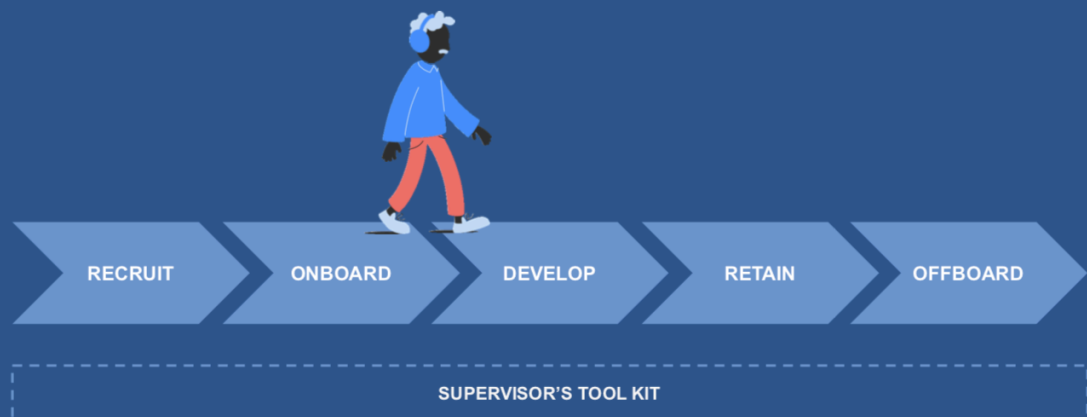 RECRUIT
ONBOARD
DEVELOP
RETAIN
OFFBOARD
SUPERVISOR’S TOOL KIT